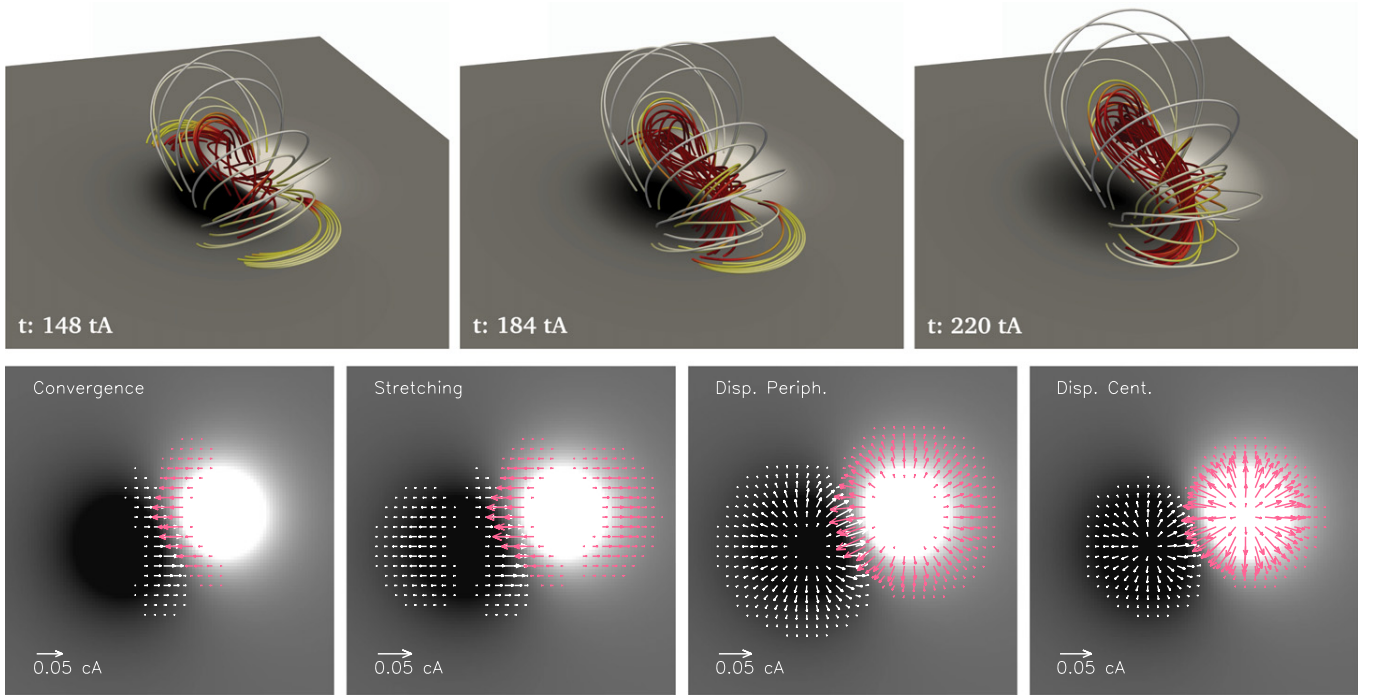 t: 148 tA
t: 184 tA
t: 220 tA
Convergence
Stretching
Disp. Periph.
Disp. Cent.
0.05 cA
0.05 cA
0.05 cA
0.05 cA